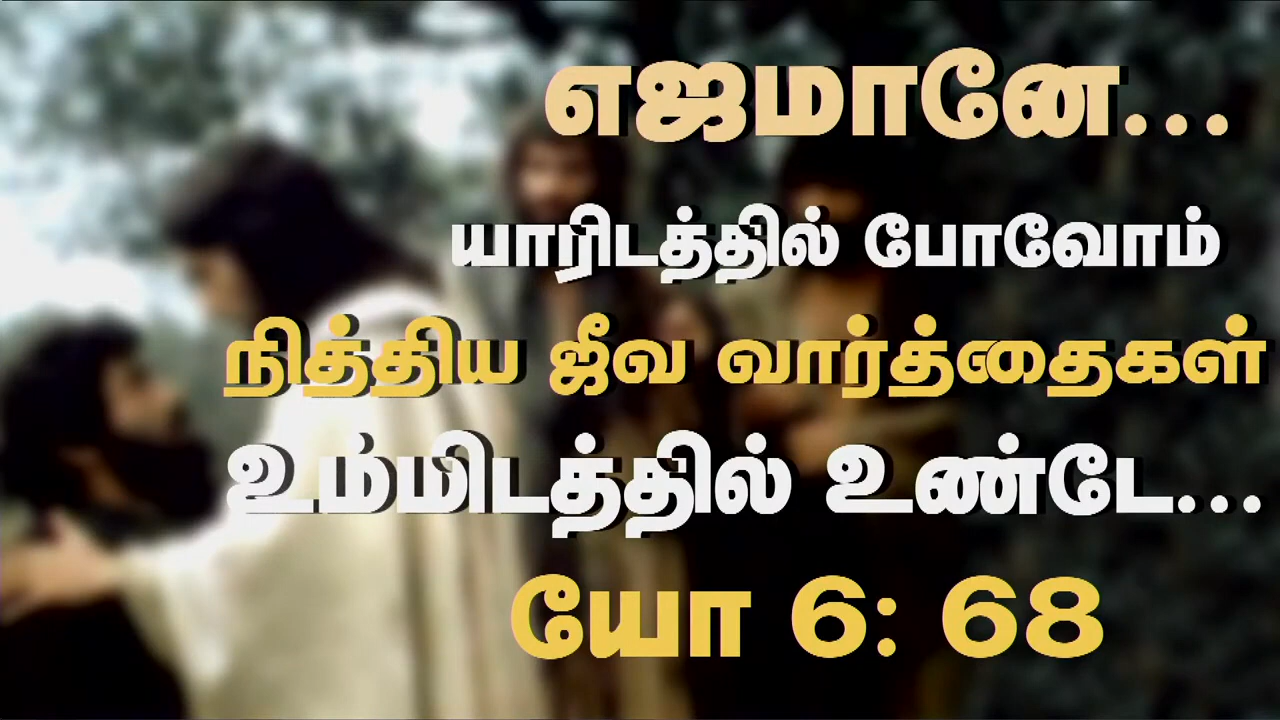 எஜமானே...
யாரிடத்தில் போவோம்
நித்திய ஜீவ வார்த்தைகள்
உம்மிடத்தில் உண்டே...
யோ 6: 68